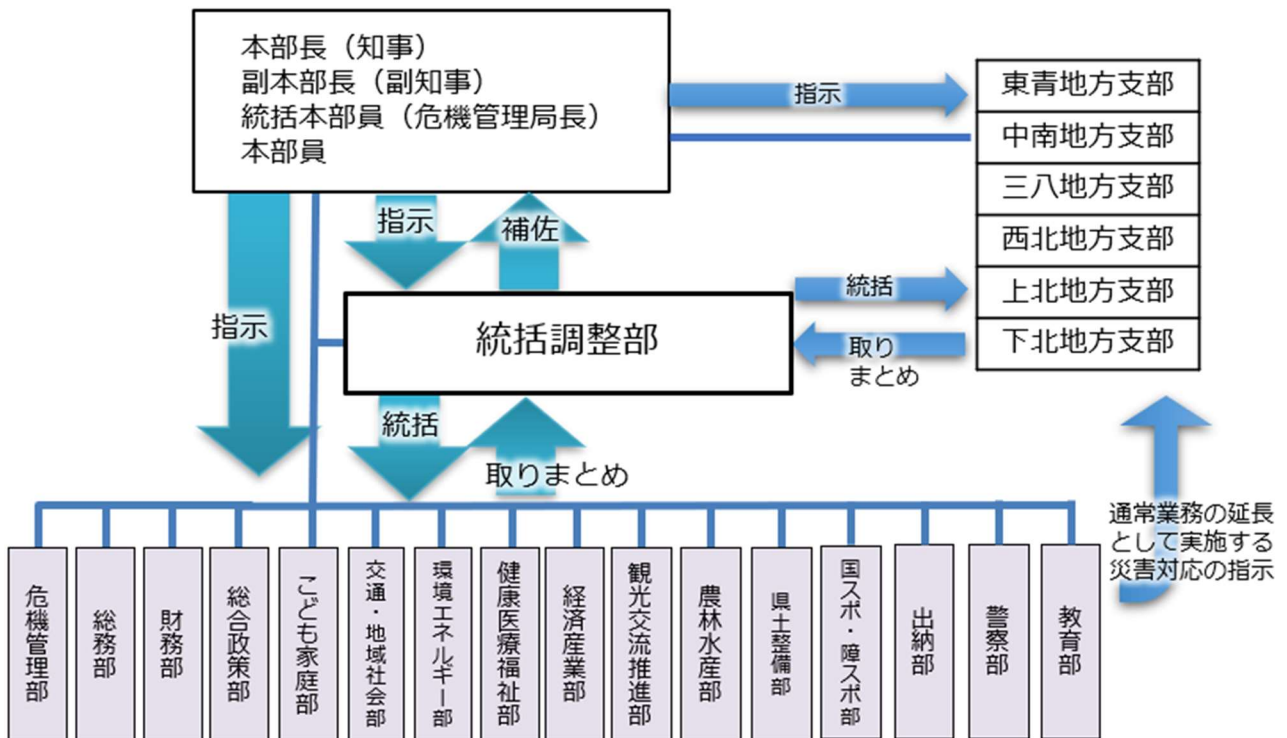 本部長（知事）
副本部長（副知事）
統括本部員（危機管理局長）
本部員
指示
東青地方支部
中南地方支部
三八地方支部
西北地方支部
上北地方支部
下北地方支部
指示
補佐
指示
統括調整部
統括
取り
まとめ
統括
取りまとめ
通常業務の延長
として実施する
災害対応の指示
危機管理部
総務部
財務部
総合政策部
こども家庭部
交通・地域社会部
環境エネルギー部
健康医療福祉部
経済産業部
観光交流推進部
農林水産部
県土整備部
国スポ・障スポ部
出納部
警察部
教育部